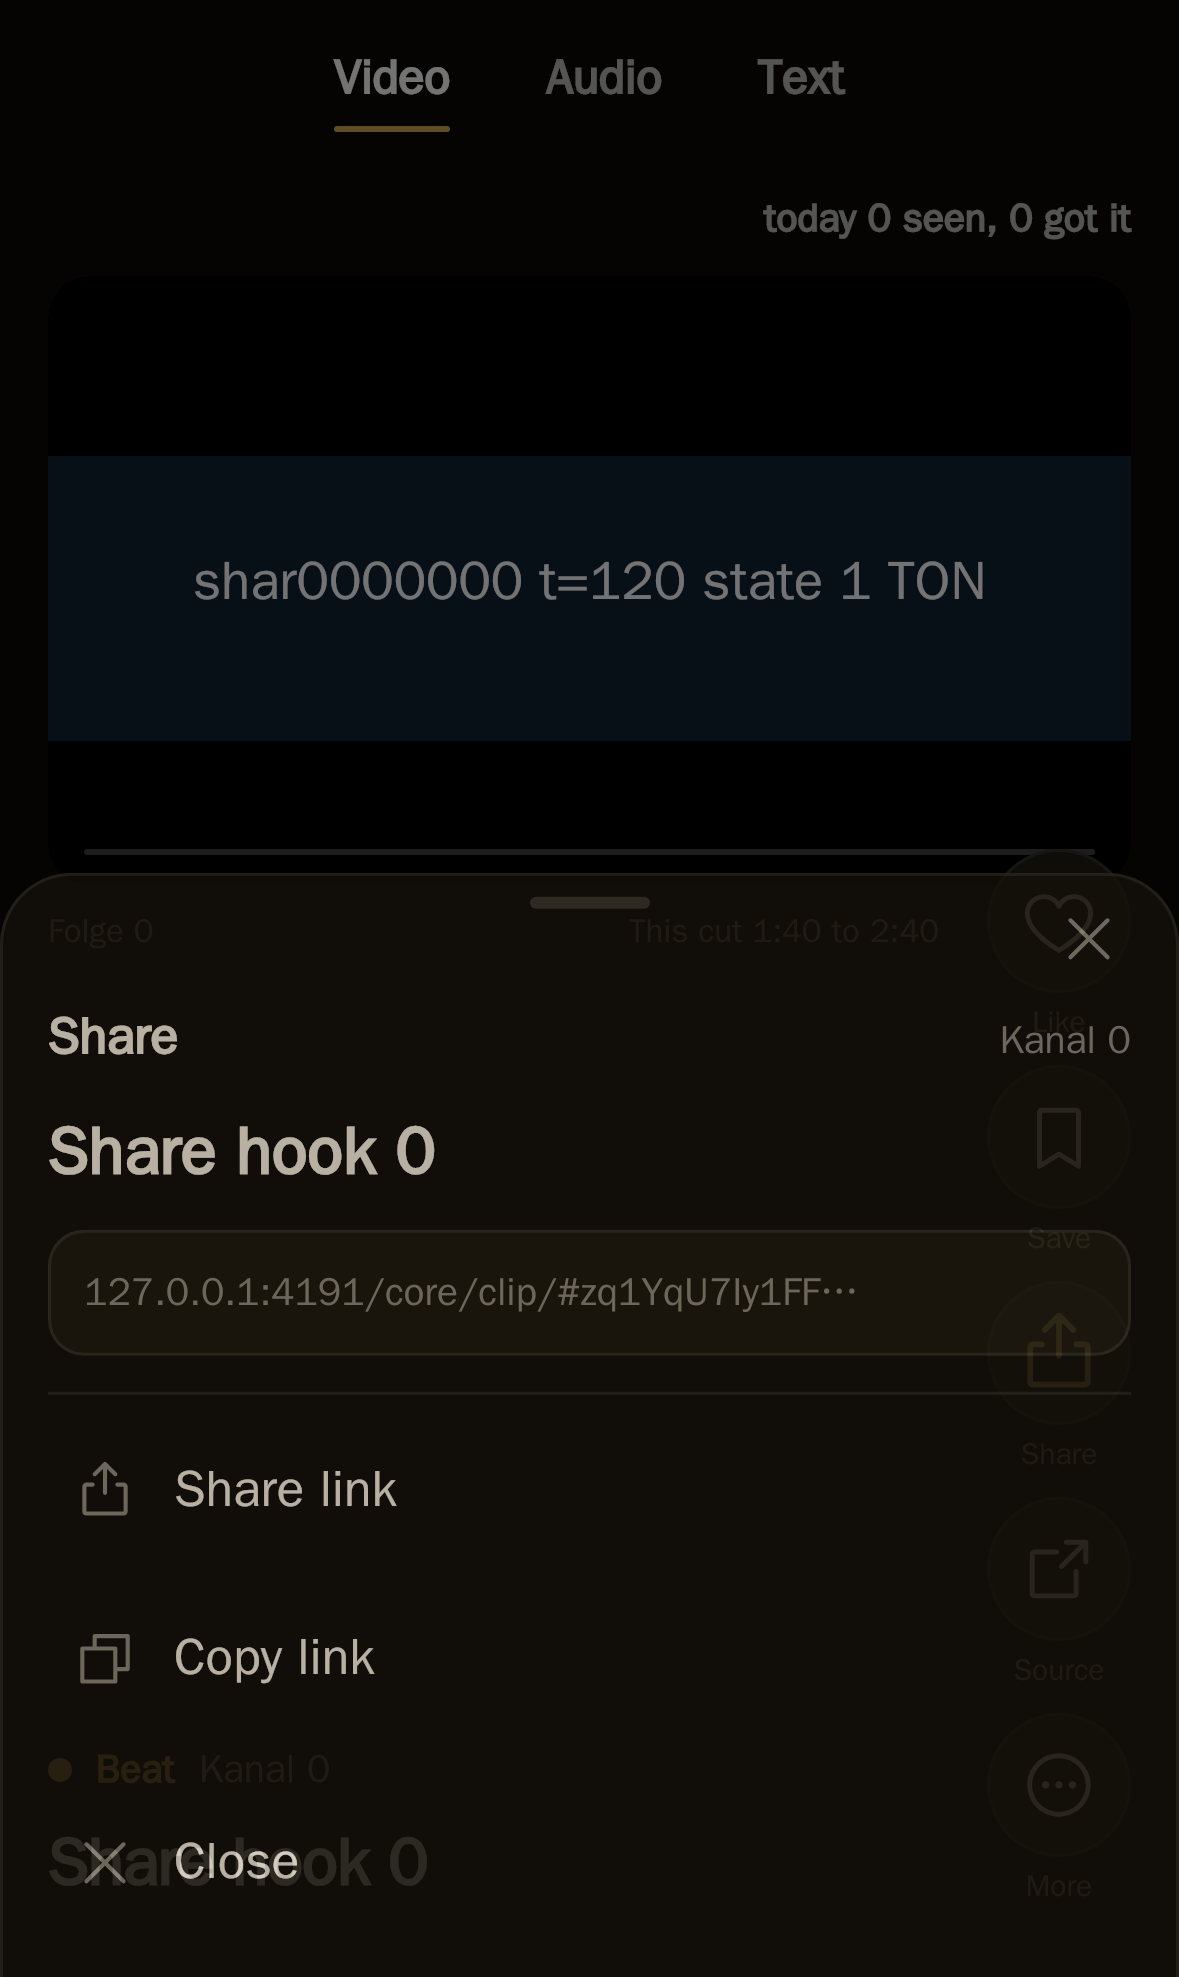 Video Audio Text
today 0 seen, 0 got it
shar0000000 t=120 state 1 TON
Folge 0 This cut 1:40 to 2:40
Like
Share Kanal 0
Share hook 0
Save
127.0.0.1:4191/core/clip/#zq1YqU7Iy1FF···
Share
Share link
Copy link
Source
Beat Kanal 0
Share hook 0
Close
More